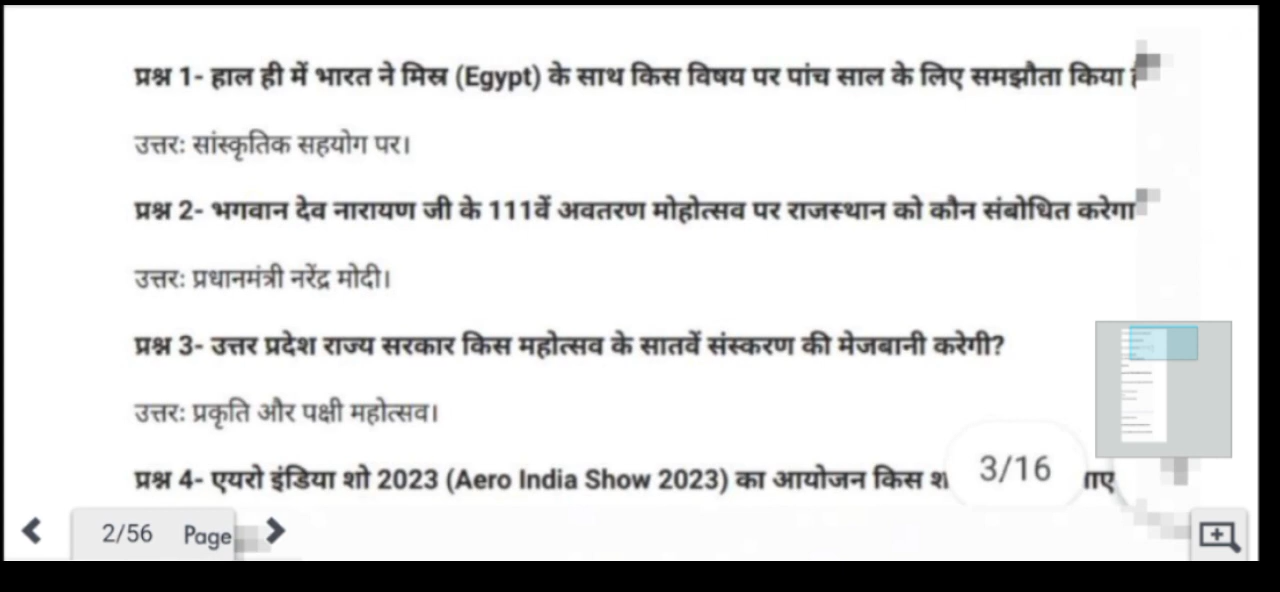 प्रश्न 1- हाल ही में भारत ने मिस्र (Egypt) के साथ किस विषय पर पांच साल के लिए समझौता किया
उत्तर: सांस्कृतिक सहयोग पर।
प्रश्न 2- भगवान देव नारायण जी के 111वें अवतरण मोहोत्सव पर राजस्थान को कौन संबोधित करेगा
उत्तर: प्रधानमंत्री नरेंद्र मोदी।
प्रश्न 3- उत्तर प्रदेश राज्य सरकार किस महोत्सव के सातवें संस्करण की मेजबानी करेगी?
उत्तर: प्रकृति और पक्षी महोत्सव।
प्रश्न 4- एयरो इंडिया शो 2023 (Aero India Show 2023) का आयोजन किस
3/16
2/56 Page